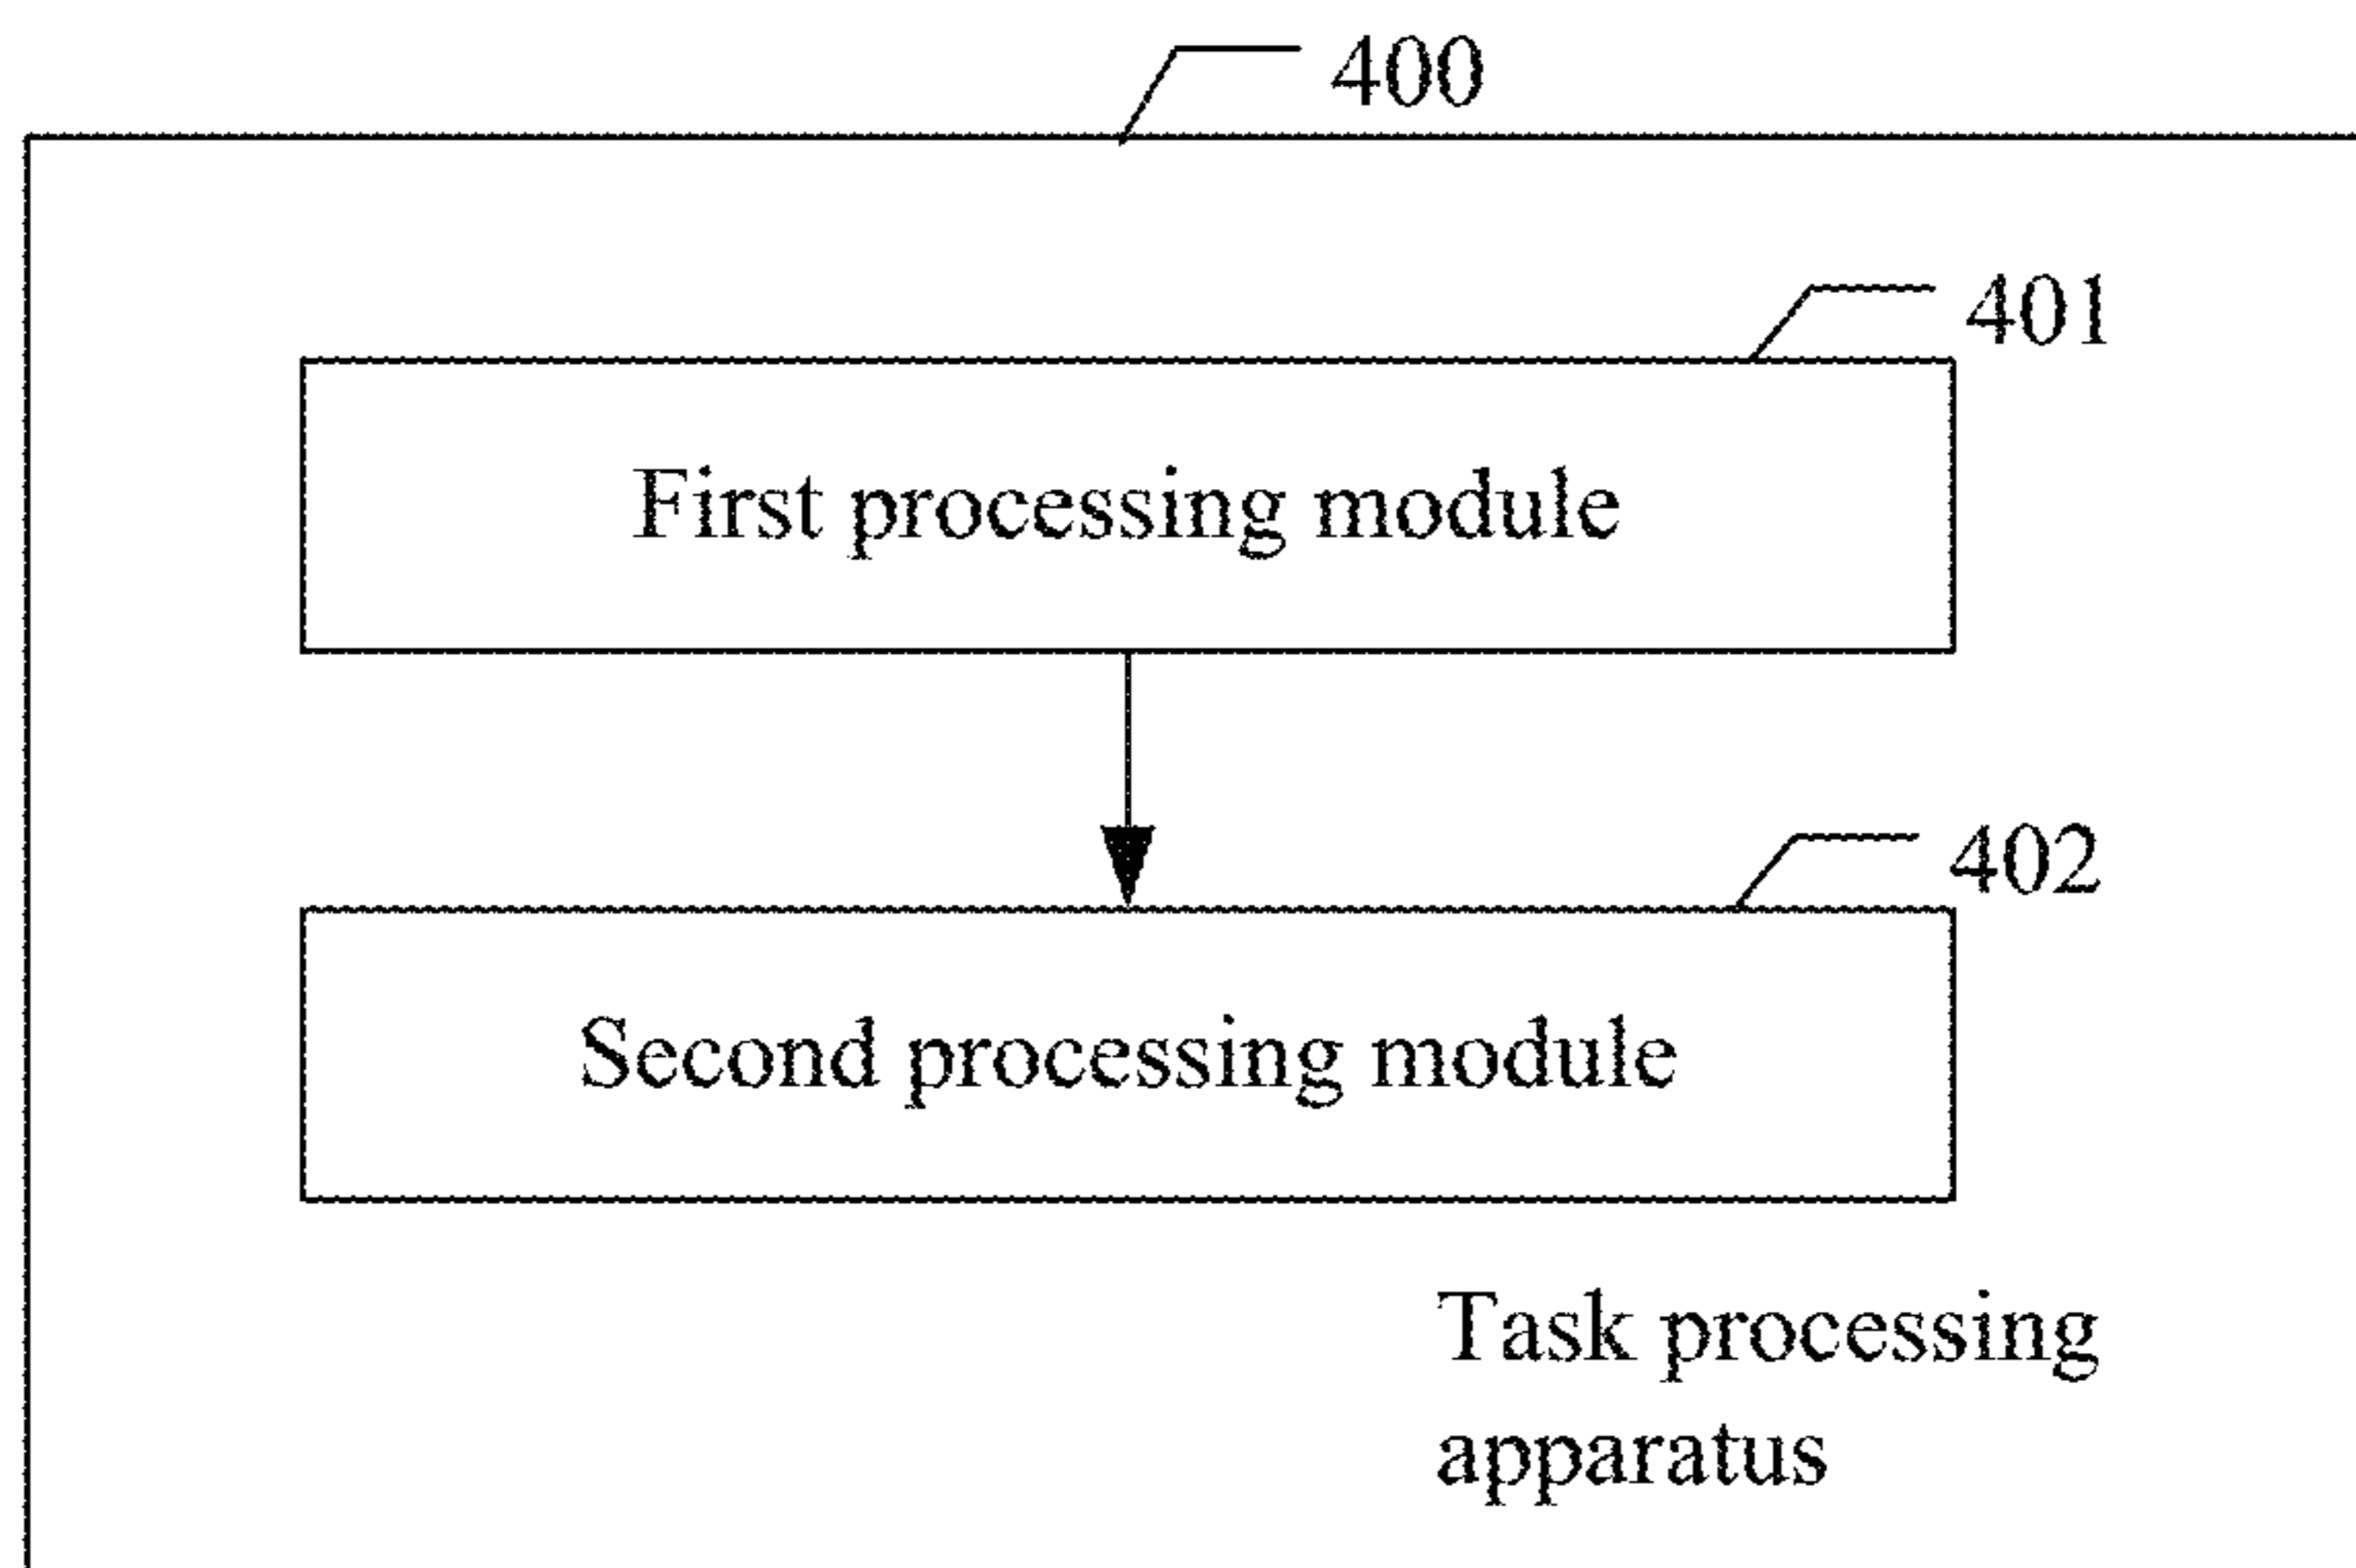 400
401
First processing module
402
Second processing module
Task processing
apparatus